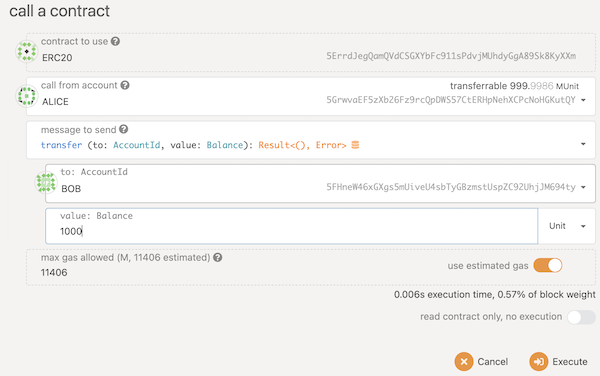 call a contract
contract to use ?
ERC20 5ErrdJegQamQVdCSGXYbFc911sPdvjMUhdyGgA89Sk8KyXXm
call from account ? transferrable 999.9986 MUnit
ALICE 5GrwvaEF5zXb26Fz9rcQpDWS57CtERHpNehXCPcNoHGKutQY
message to send ?
transfer (to: AccountId, value: Balance): Result<(), Error>
to: AccountId
BOB 5FHneW46xGXgs5mUiveU4sbTyGBzmstUspZC92UhjJM694ty
value: Balance
1000 Unit
max gas allowed (M, 11406 estimated) ?
11406 use estimated gas
0.006s execution time, 0.57% of block weight
read contract only, no execution
Cancel Execute